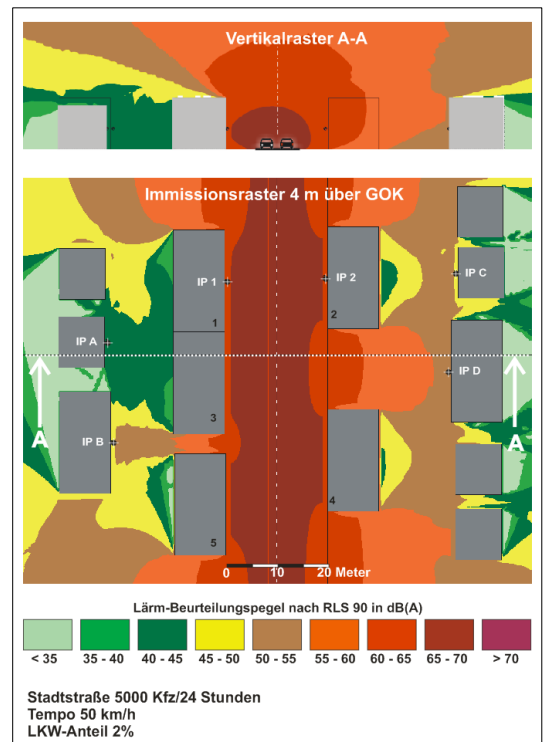 Vertikalraster A-A
Immissionsraster 4 m über GOK
IP 1
IP 2
IP C
1
2
IP A
IP D
A
A
3
IP B
4
5
0 10 20 Meter
Lärm-Beurteilungspegel nach RLS 90 in dB(A)
< 35 35 - 40 40 - 45 45 - 50 50 - 55 55 - 60 60 - 65 65 - 70 > 70
Stadtstraße 5000 Kfz/24 Stunden
Tempo 50 km/h
LKW-Anteil 2%